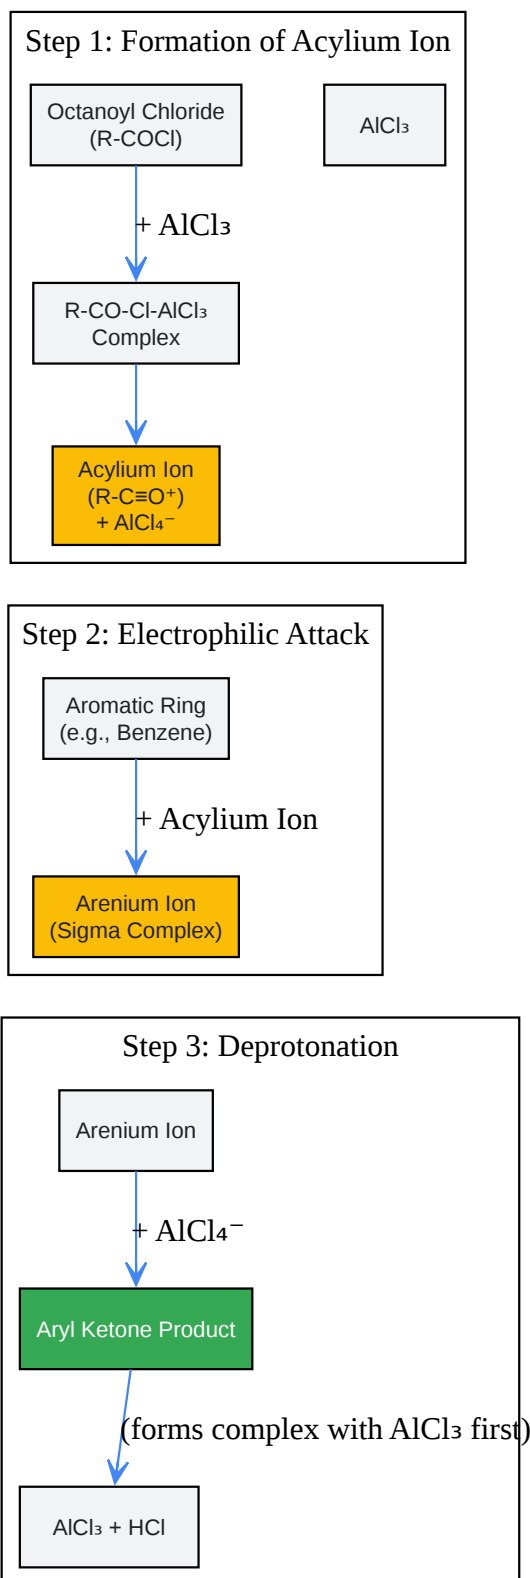 Step 1: Formation of Acylium Ion
Octanoyl Chloride
(R-COCl)
AlCl₃
+ AlCl₃
R-CO-Cl-AlCl₃
Complex
Acylium Ion
(R-C≡O⁺)
+ AlCl₄⁻
Step 2: Electrophilic Attack
Aromatic Ring
(e.g., Benzene)
+ Acylium Ion
Arenium Ion
(Sigma Complex)
Step 3: Deprotonation
Arenium Ion
+ AlCl₄⁻
Aryl Ketone Product
(forms complex with AlCl₃ first)
AlCl₃ + HCl